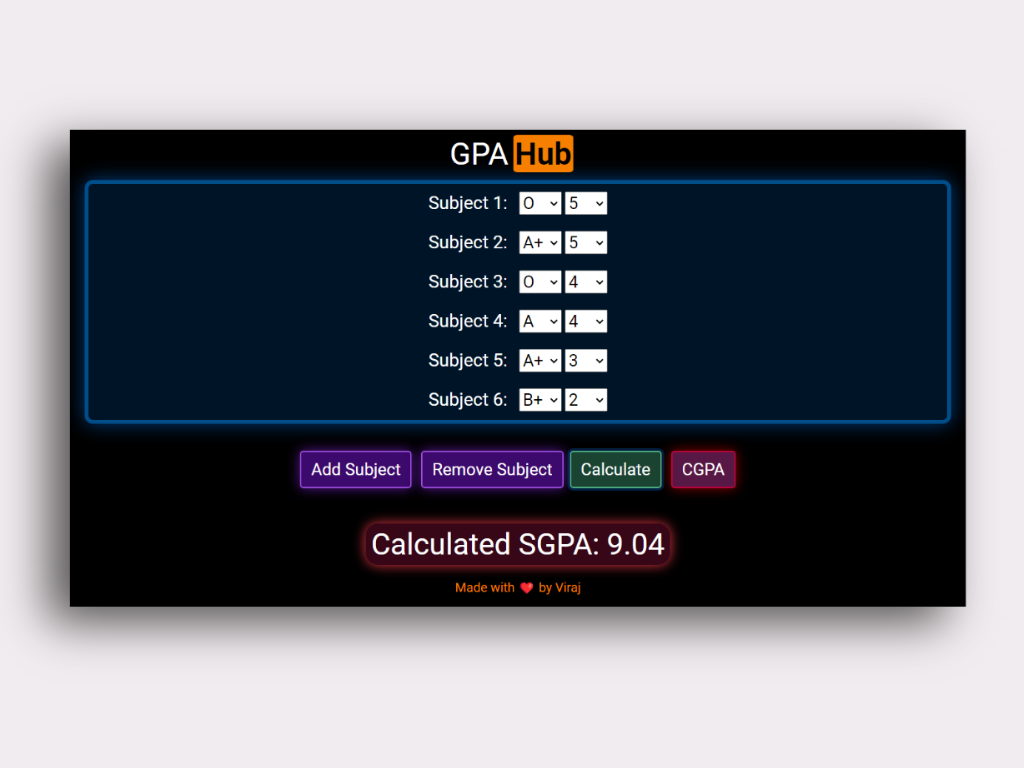 GPA Hub
Subject 1: O 5
Subject 2: A+ 5
Subject 3: O 4
Subject 4: A 4
Subject 5: A+ 3
Subject 6: B+ 2
Add Subject Remove Subject Calculate CGPA
Calculated SGPA: 9.04
Made with ❤️ by Viraj